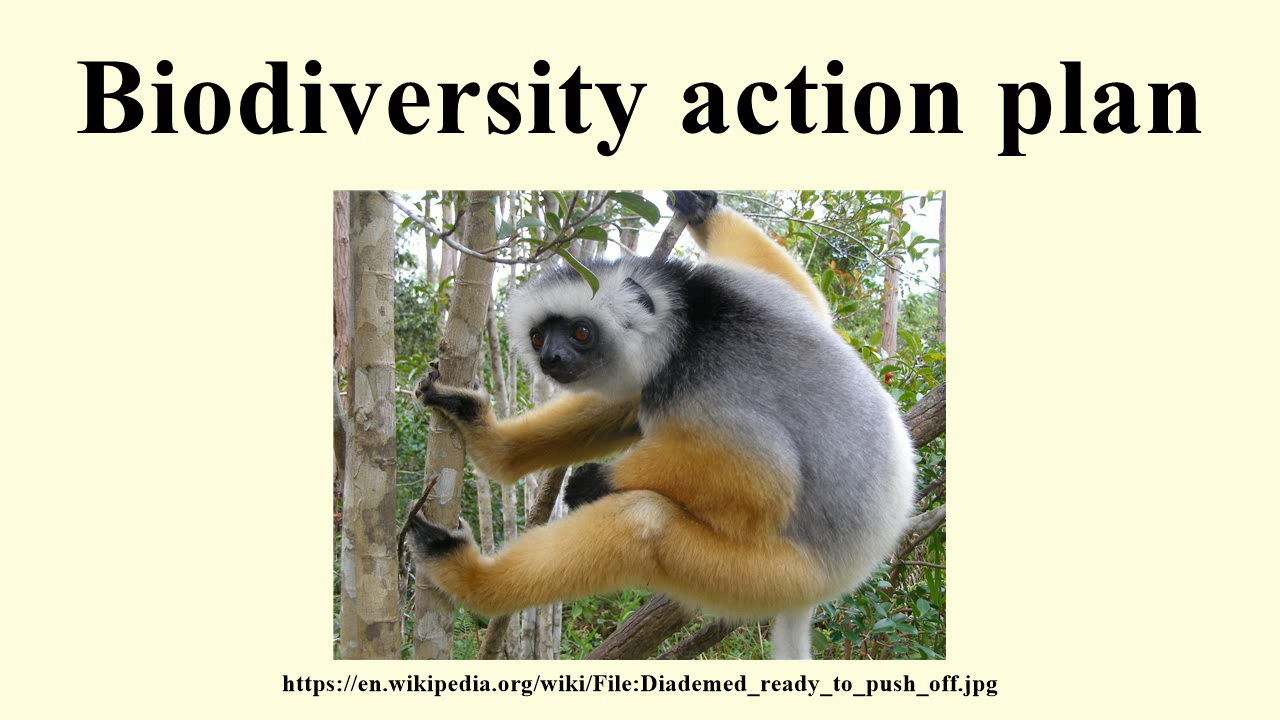 Biodiversity action plan
https://en.wikipedia.org/wiki/File:Diademed_ready_to_push_off.jpg